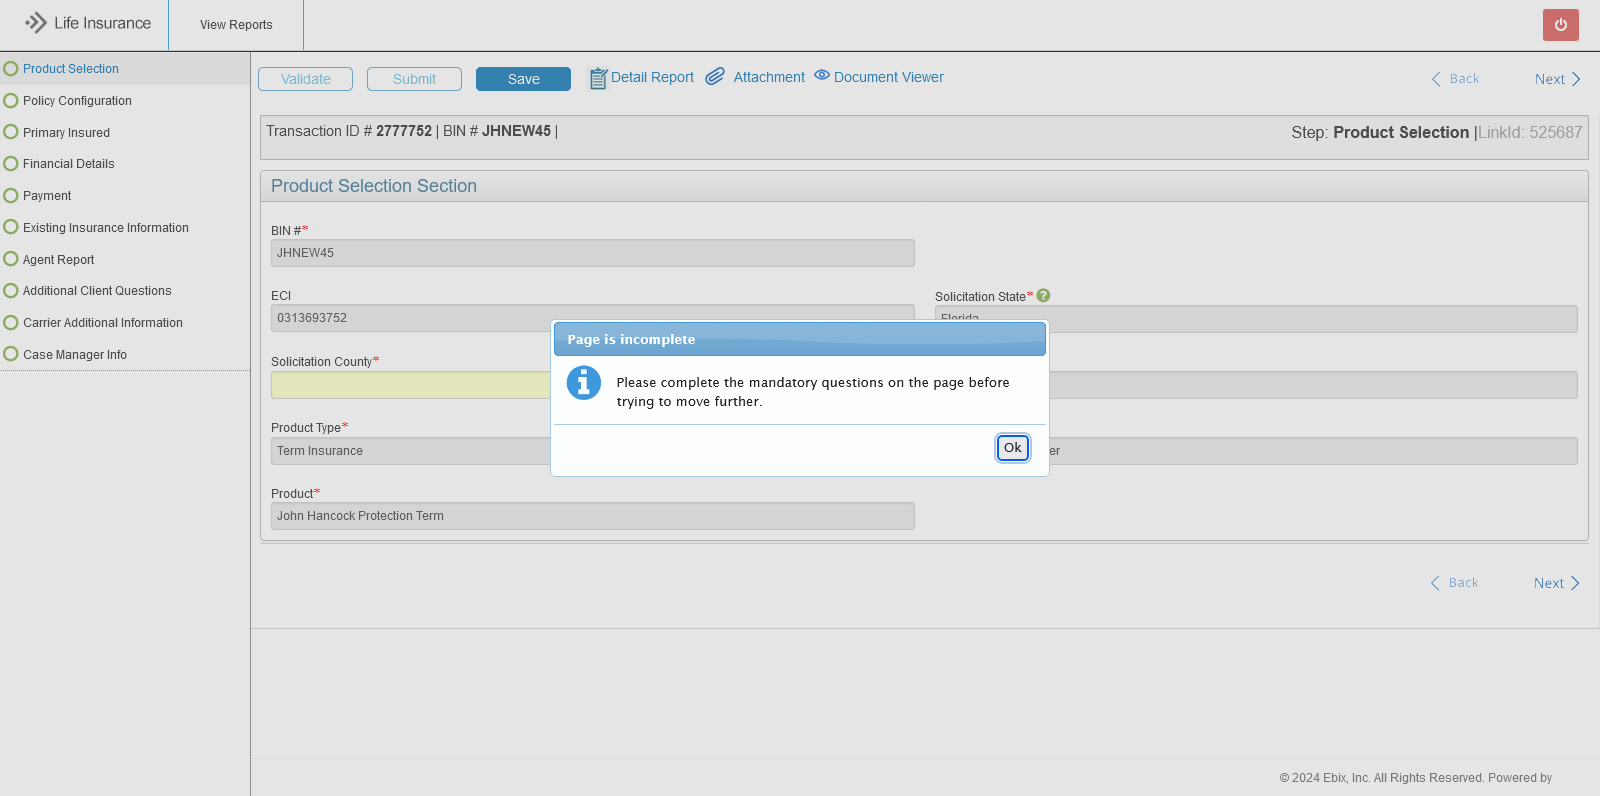 Life Insurance
View Reports
Product Selection
Policy Configuration
Primary Insured
Financial Details
Payment
Existing Insurance Information
Agent Report
Additional Client Questions
Carrier Additional Information
Case Manager Info
Validate
Submit
Save
Detail Report
Attachment
Document Viewer
Back
Next
Transaction ID # 2777752 | BIN # JHNEW45 |
Step: Product Selection |LinkId: 525687
Product Selection Section
BIN #*
JHNEW45
ECI
0313693752
Solicitation State*
Florida
Solicitation County*
Page is incomplete
Please complete the mandatory questions on the page before
trying to move further.
Ok
Product Type*
Term Insurance
er
Product*
John Hancock Protection Term
Back
Next
© 2024 Ebix, Inc. All Rights Reserved. Powered by